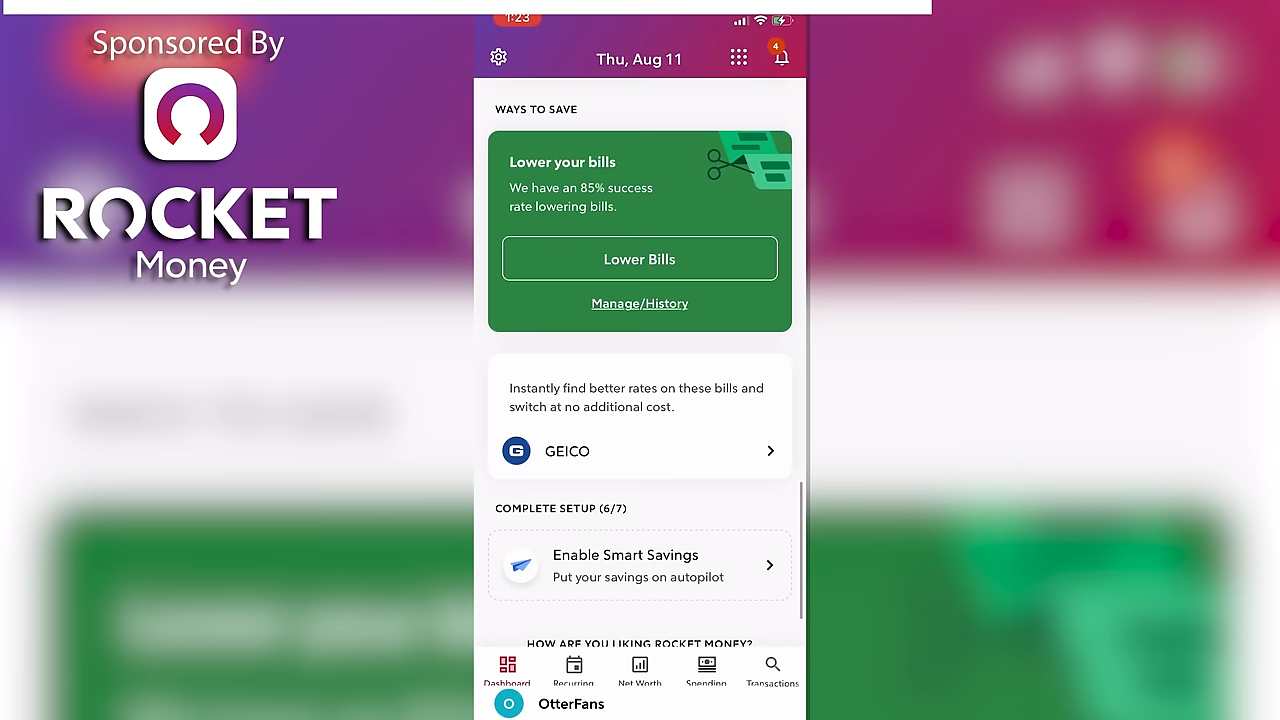 Sponsored By
ROCKET
Money
1:23
Thu, Aug 11
4
WAYS TO SAVE
Lower your bills
We have an 85% success
rate lowering bills.
Lower Bills
Manage/History
Instantly find better rates on these bills and
switch at no additional cost.
G GEICO
COMPLETE SETUP (6/7)
Enable Smart Savings
Put your savings on autopilot
HOW ARE YOU LIKING ROCKET MONEY?
Dashboard Recurring Net Worth Spending Transactions
O OtterFans